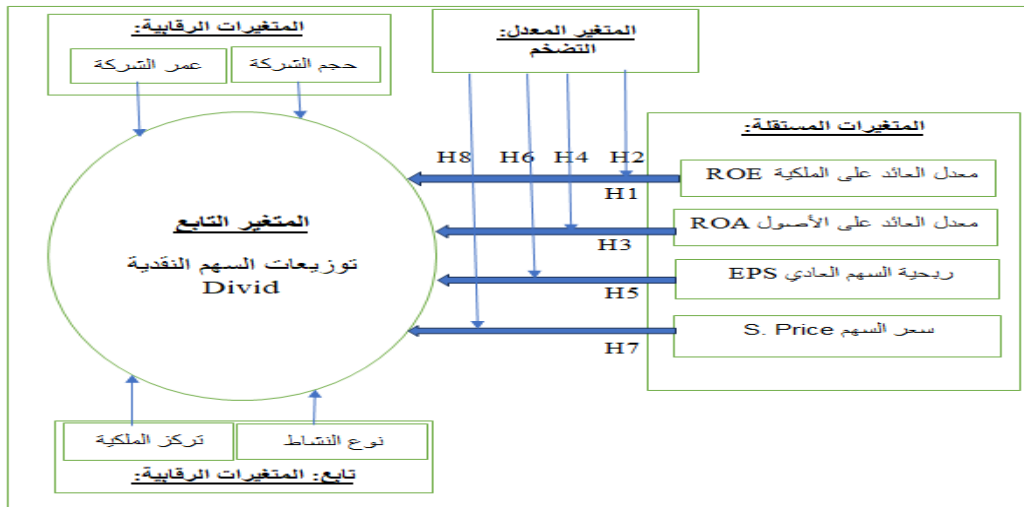 المتغيرات الرقابية:
حجم الشركة
عمر الشركة
المتغير المعدل:
التضخم
المتغيرات المستقلة:
معدل العائد على الملكية ROE
معدل العائد على الأصول ROA
ربحية السهم العادي EPS
سعر السهم S. Price
H8
H6
H4
H2
H1
H3
H5
H7
المتغير التابع
توزيعات السهم النقدية
Divid
نوع النشاط
تركز الملكية
تابع: المتغيرات الرقابية: